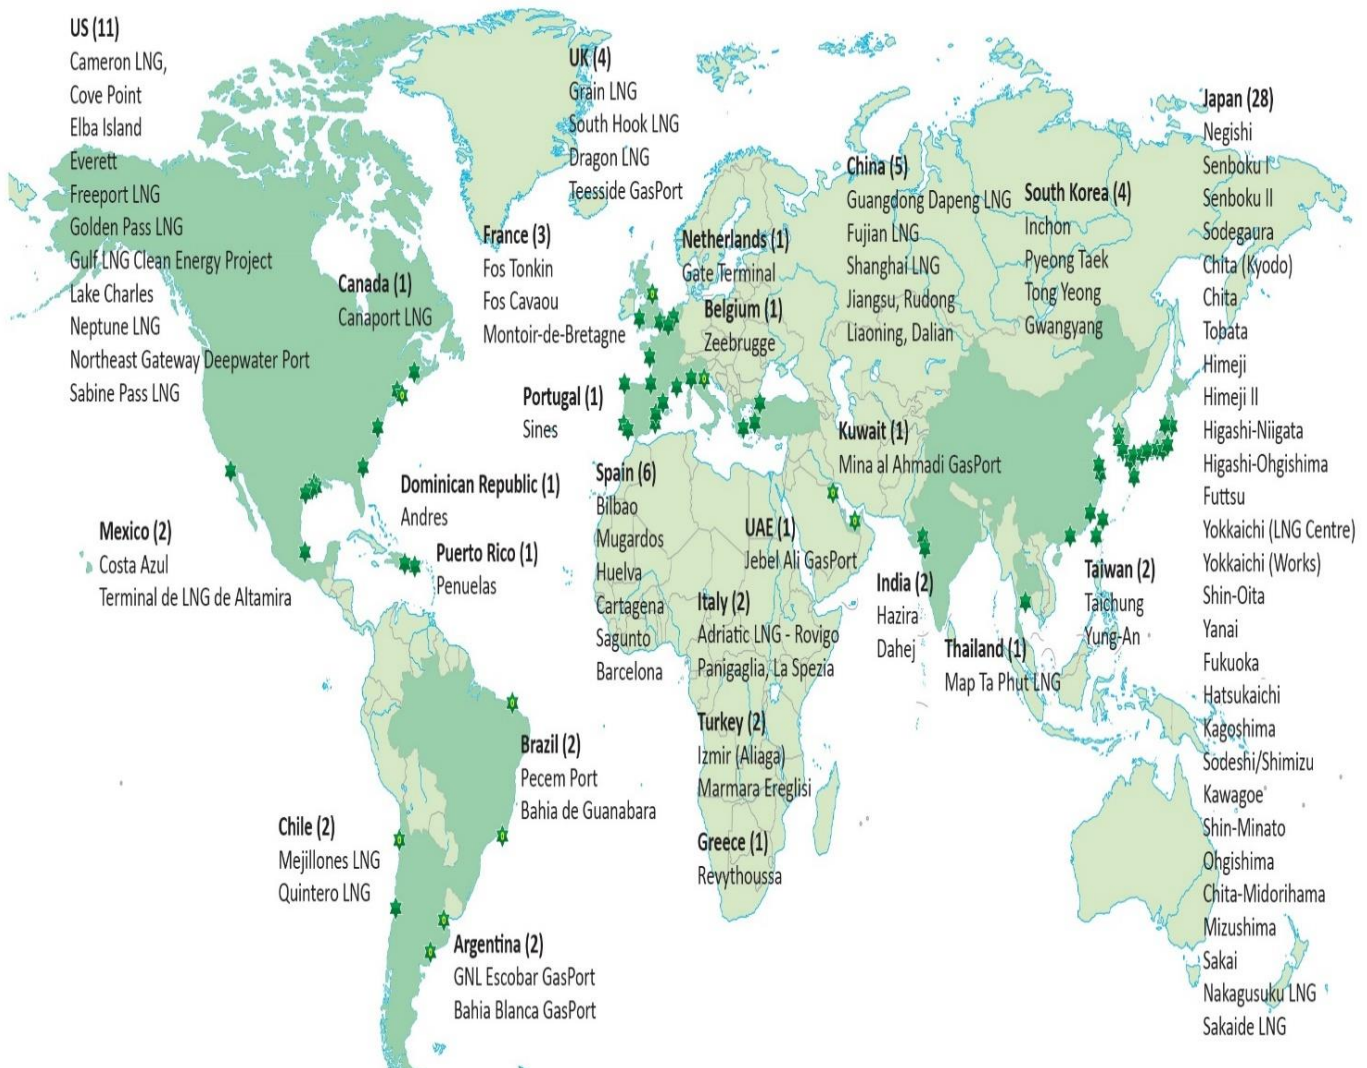 US (11)
Cameron LNG,
Cove Point
Elba Island
Everett
Freeport LNG
Golden Pass LNG
Gulf LNG Clean Energy Project
Lake Charles
Neptune LNG
Northeast Gateway Deepwater Port
Sabine Pass LNG
Canada (1)
Canaport LNG
Mexico (2)
Costa Azul
Terminal de LNG de Altamira
Dominican Republic (1)
Andres
Puerto Rico (1)
Penuelas
Brazil (2)
Pecem Port
Bahia de Guanabara
Chile (2)
Mejillones LNG
Quintero LNG
Argentina (2)
GNL Escobar GasPort
Bahia Blanca GasPort
UK (4)
Grain LNG
South Hook LNG
Dragon LNG
Teesside GasPort
France (3)
Fos Tonkin
Fos Cavaou
Montoir-de-Bretagne
Netherlands (1)
Gate Terminal
Belgium (1)
Zeebrugge
Portugal (1)
Sines
Spain (6)
Bilbao
Mugardos
Huelva
Cartagena
Sagunto
Barcelona
Italy (2)
Adriatic LNG - Rovigo
Panigaglia, La Spezia
Turkey (2)
Izmir (Aliaga)
Marmara Ereglisi
Greece (1)
Revythoussa
Kuwait (1)
Mina al Ahmadi GasPort
UAE (1)
Jebel Ali GasPort
India (2)
Hazira
Dahej
Thailand (1)
Map Ta Phut LNG
China (5)
Guangdong Dapeng LNG
Fujian LNG
Shanghai LNG
Jiangsu, Rudong
Liaoning, Dalian
South Korea (4)
Inchon
Pyeong Taek
Tong Yeong
Gwangyang
Taiwan (2)
Taichung
Yung-An
Japan (28)
Negishi
Senboku I
Senboku II
Sodegaura
Chita (Kyodo)
Chita
Tobata
Himeji
Himeji II
Higashi-Niigata
Higashi-Ohgishima
Futtsu
Yokkaichi (LNG Centre)
Yokkaichi (Works)
Shin-Oita
Yanai
Fukuoka
Hatsukaichi
Kagoshima
Sodeshi/Shimizu
Kawagoe
Shin-Minato
Ohgishima
Chita-Midorihama
Mizushima
Sakai
Nakagusuku LNG
Sakaide LNG